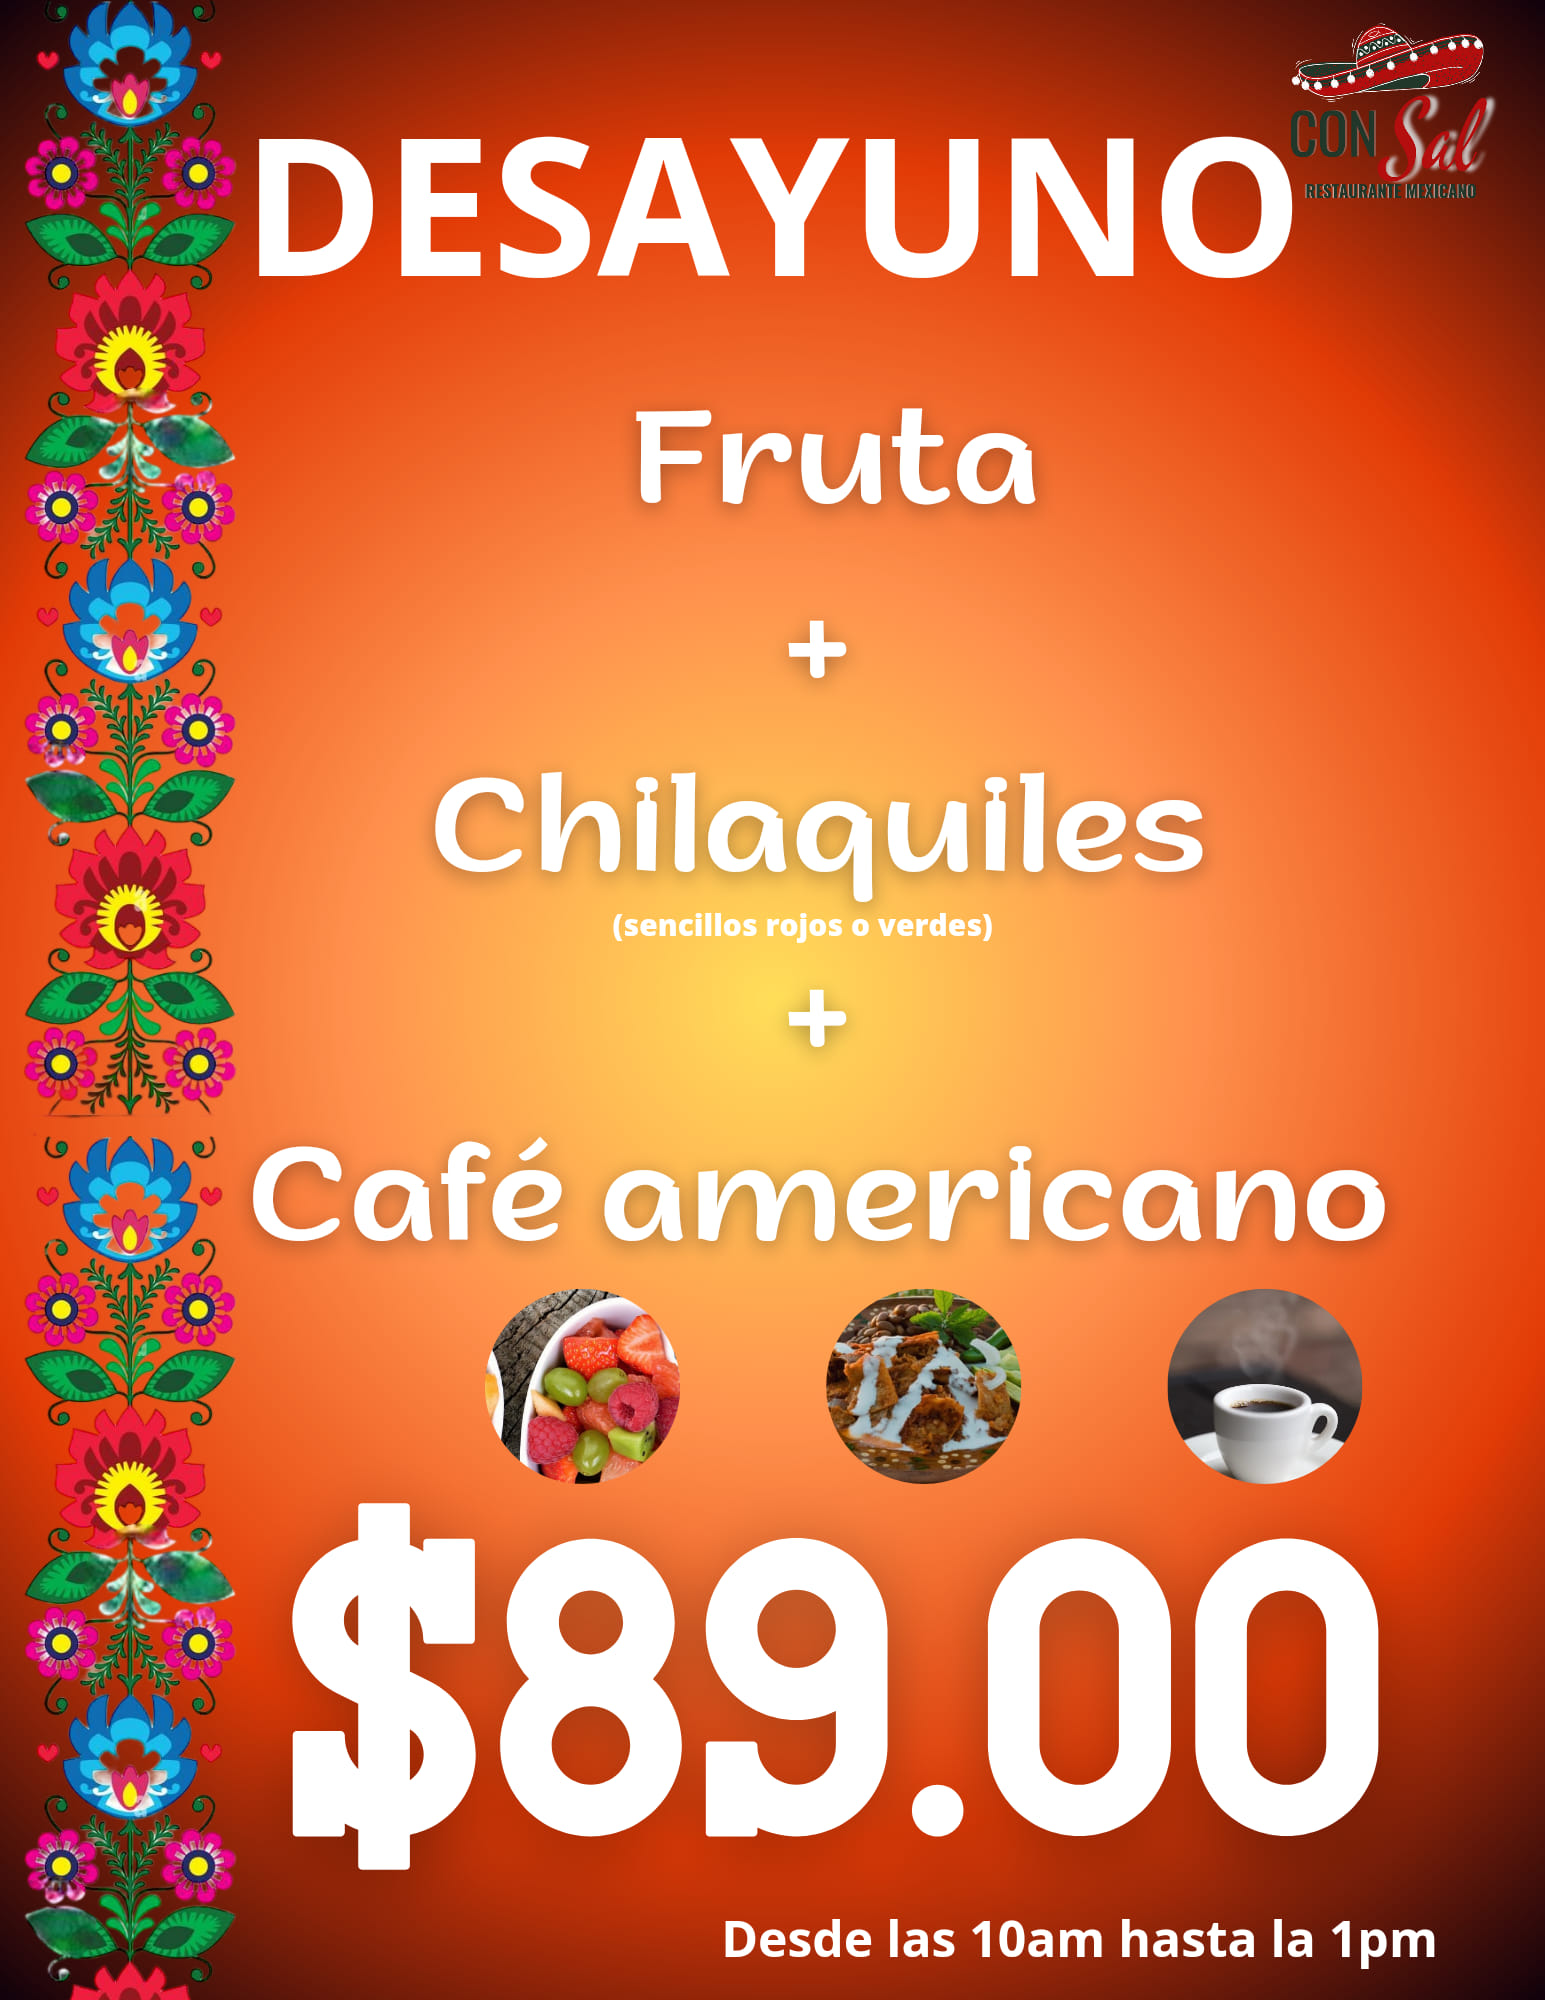 CON Sal
RESTAURANTE MEXICANO
DESAYUNO
Fruta
+
Chilaquiles
(sencillos rojos o verdes)
+
Café americano
$89.00
Desde las 10am hasta la 1pm